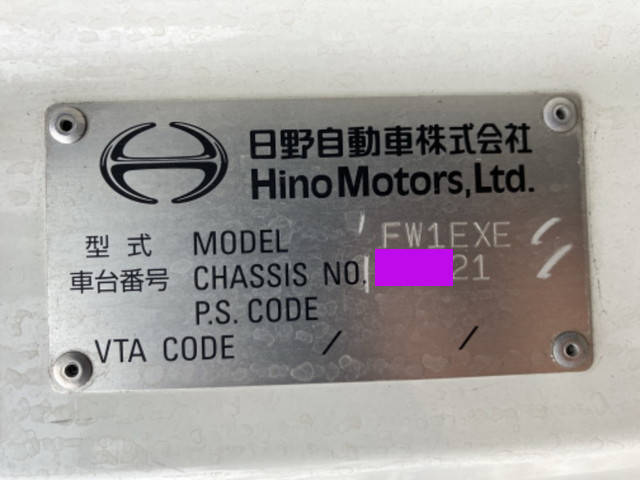 日野自動車株式会社
Hino Motors, Ltd.
型式 MODEL FW1EXE
車台番号 CHASSIS NO. 21
P.S. CODE
VTA CODE / /